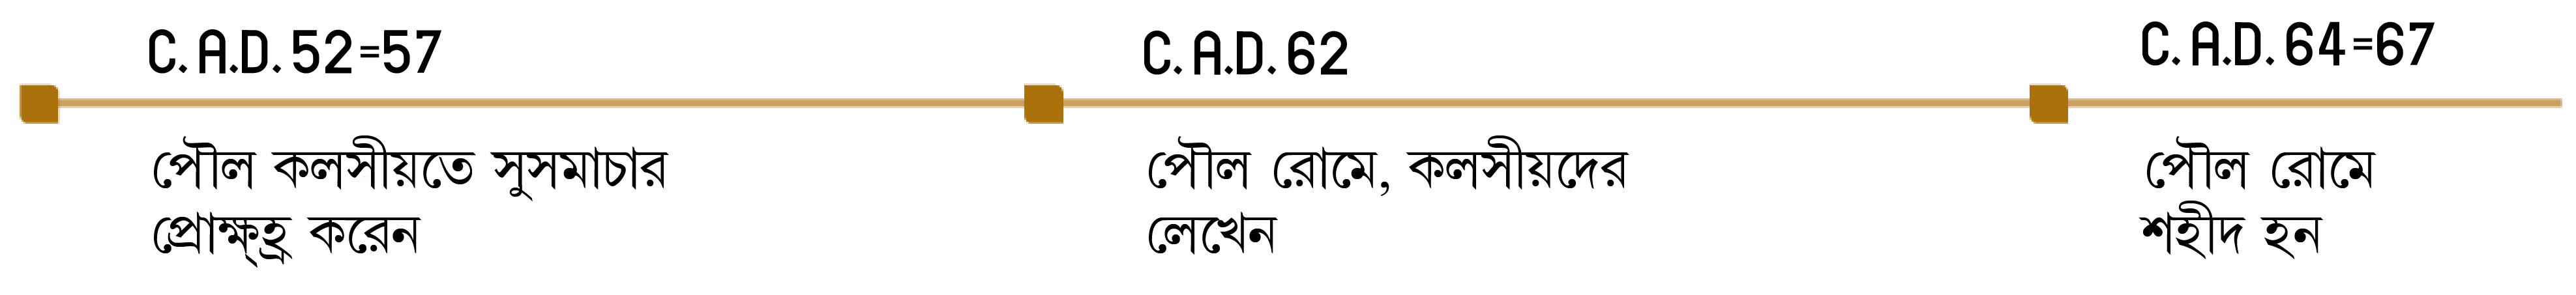 C. A.D. 52=57
পৌল কলসীয়তে সুসমাচার
করেন
C. A.D. 62
পৌল রোমে, কলসীয়দের
লেখেন
C. A.D. 64=67
পৌল রোমে
শহীদ হন